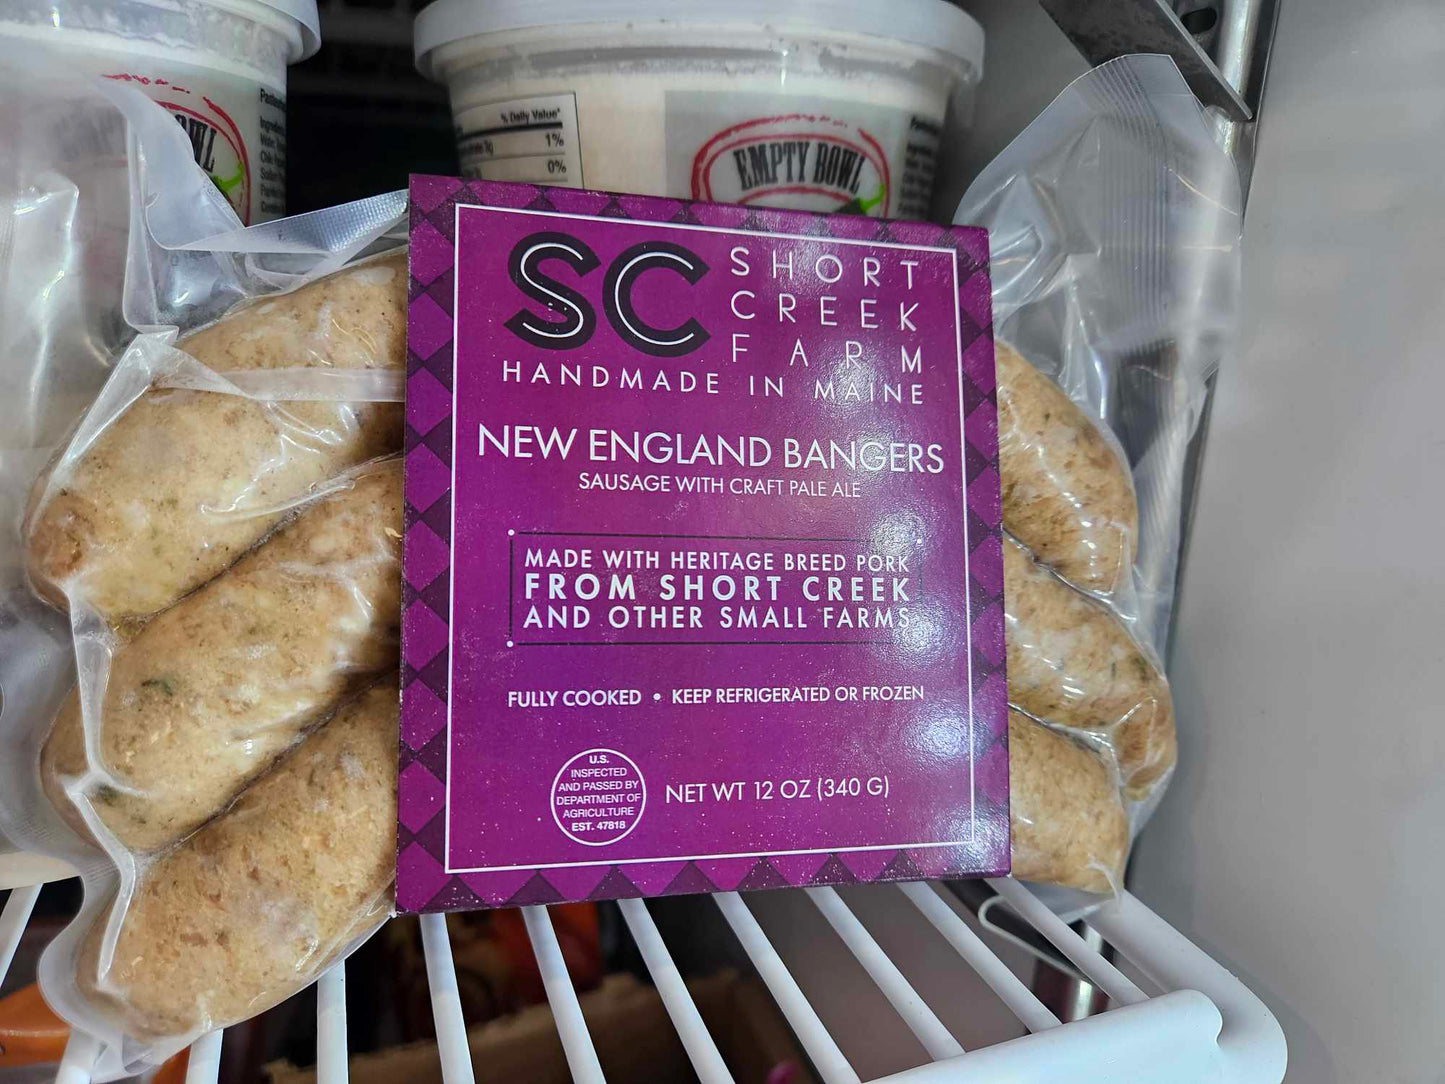 % Daily Value*
1%
0%
OWL
EMPTY BOWL
SC
SHORT
CREEK
FARM
HANDMADE IN MAINE
NEW ENGLAND BANGERS
SAUSAGE WITH CRAFT PALE ALE
MADE WITH HERITAGE BREED PORK
FROM SHORT CREEK
AND OTHER SMALL FARMS
FULLY COOKED • KEEP REFRIGERATED OR FROZEN
U.S.
INSPECTED
AND PASSED BY
DEPARTMENT OF
AGRICULTURE
EST. 47818
NET WT 12 OZ (340 G)